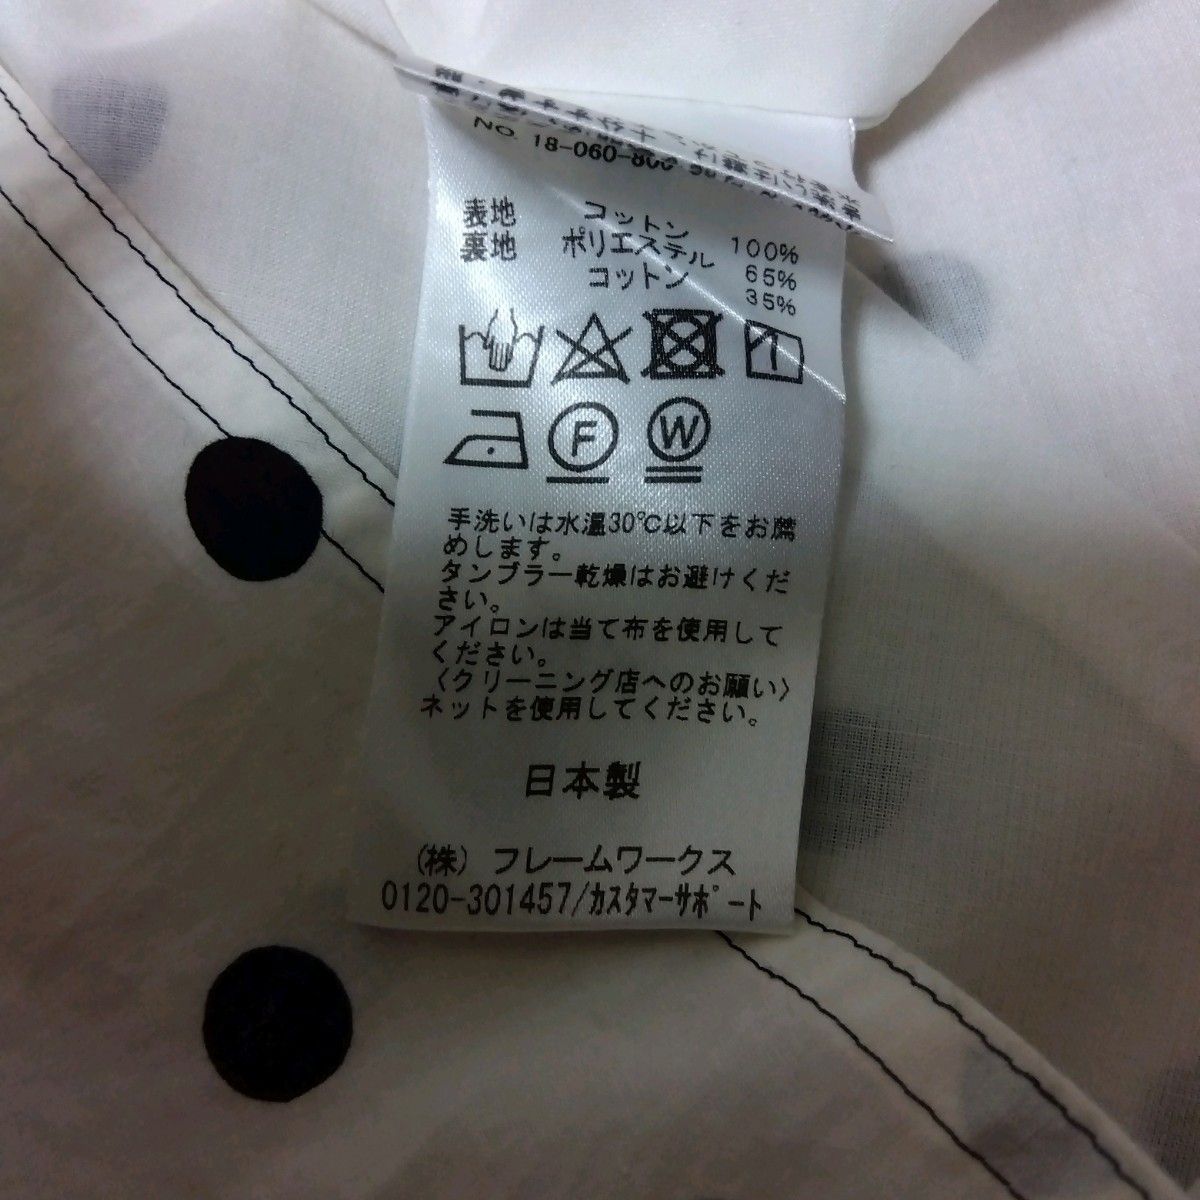 NO. 18-060-800
表地 コットン 100%
裏地 ポリエステル 65%
コットン 35%
F W
手洗いは水温30℃以下をお薦
めします。
タンブラー乾燥はお避けくだ
さい。
アイロンは当て布を使用して
ください。
〈クリーニング店へのお願い〉
ネットを使用してください。
日本製
(株) フレームワークス
0120-301457/カスタマーサポート